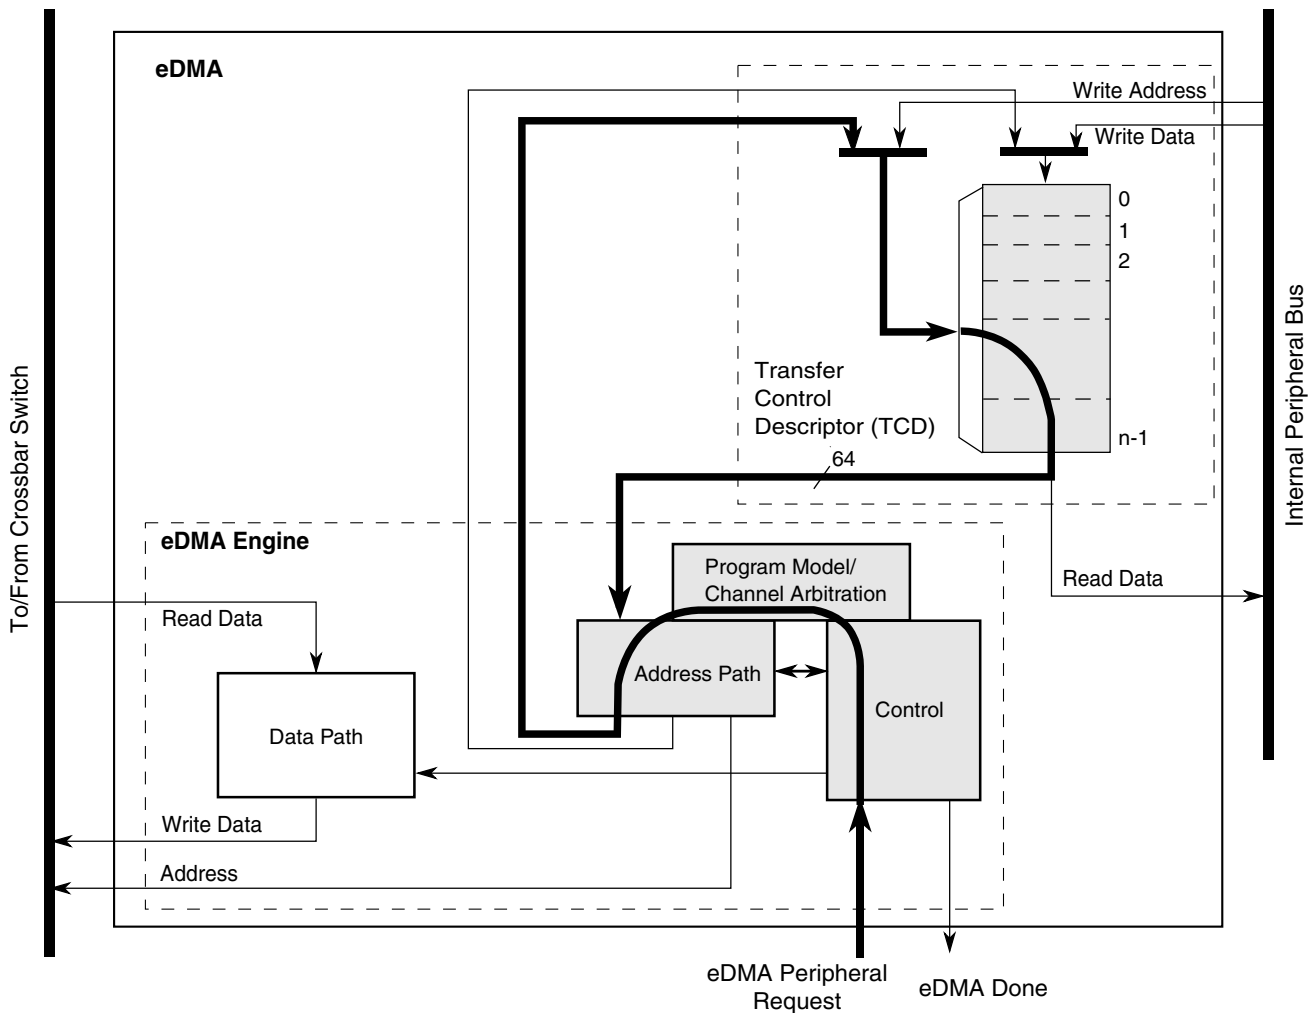 eDMA
Write Address
Write Data
0
1
2
n-1
Transfer
Control
Descriptor (TCD)
64
To/From Crossbar Switch
Internal Peripheral Bus
eDMA Engine
Program Model/
Channel Arbitration
Read Data
Read Data
Address Path
Control
Data Path
Write Data
Address
eDMA Peripheral
Request
eDMA Done